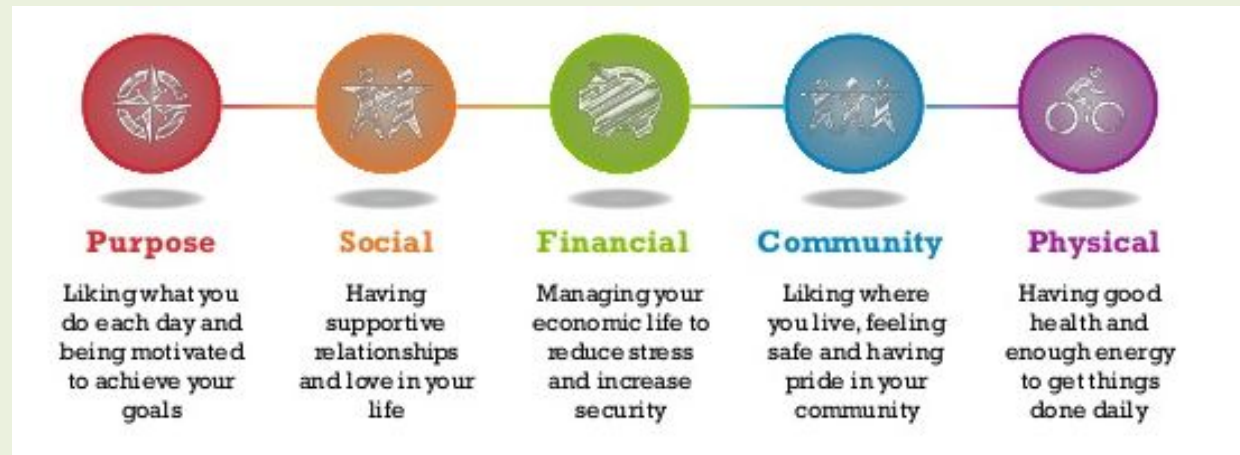 Purpose
Liking what you
do each day and
being motivated
to achieve your
goals
Social
Having
supportive
relationships
and love in your
life
Financial
Managing your
economic life to
reduce stress
and increase
security
Community
Liking where
you live, feeling
safe and having
pride in your
community
Physical
Having good
health and
enough energy
to get things
done daily